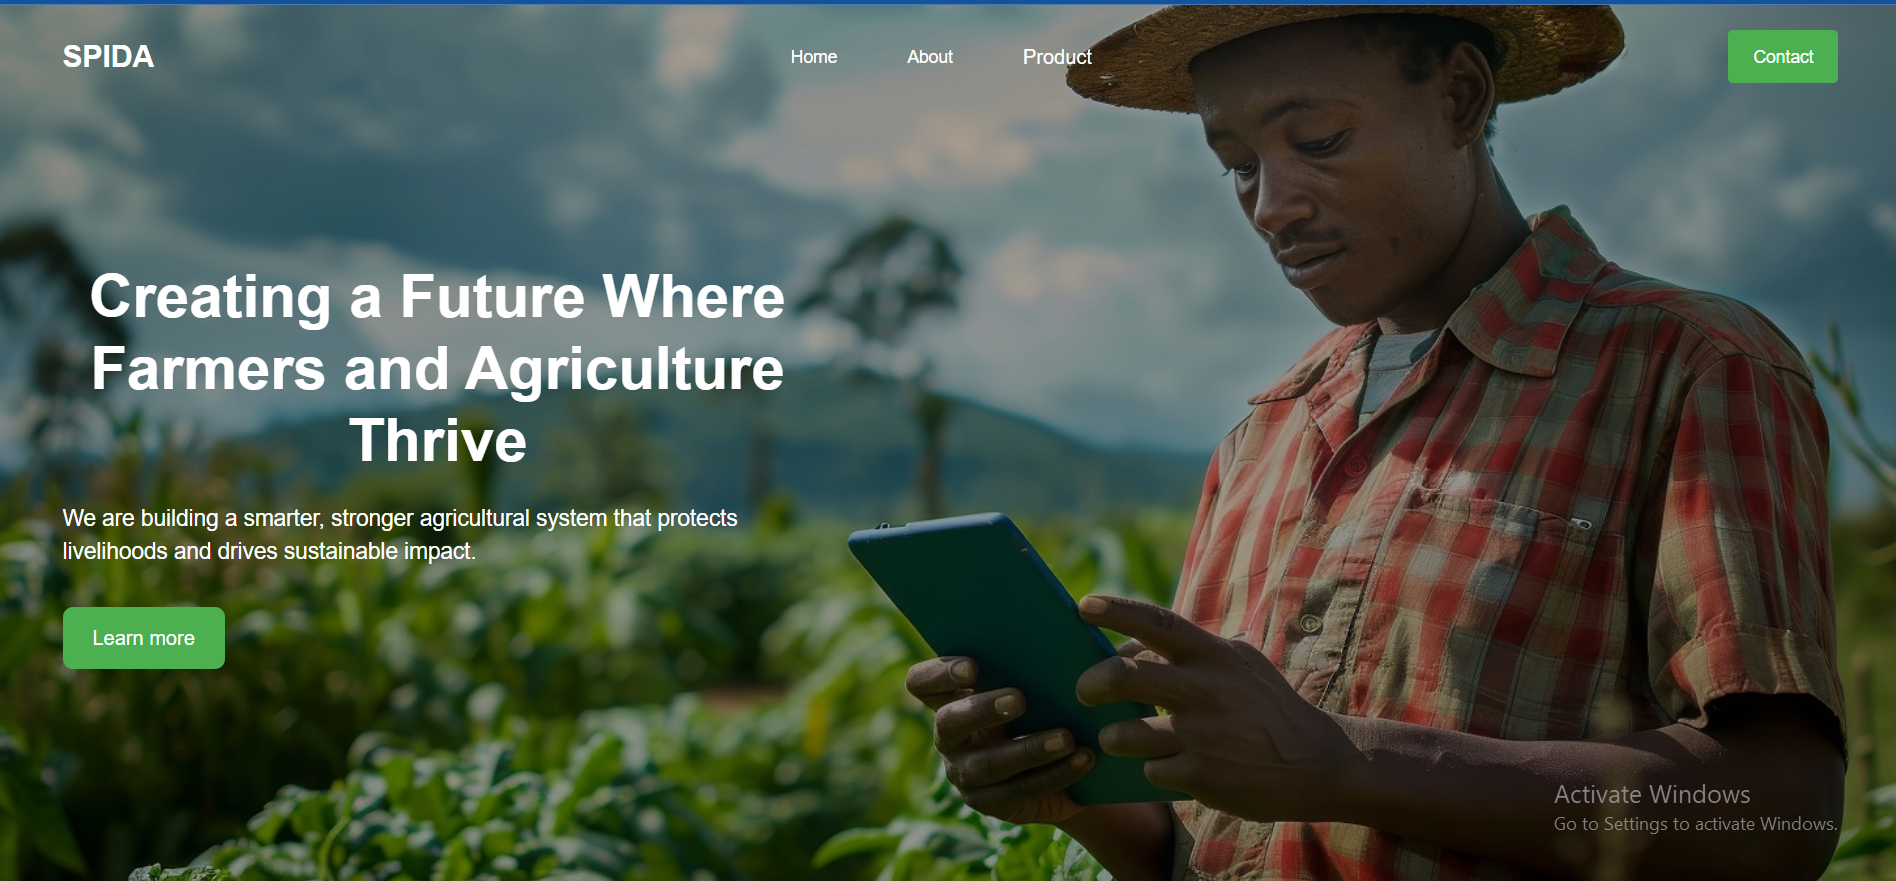 SPIDA
Home
About
Product
Contact
Creating a Future Where
Farmers and Agriculture
Thrive
We are building a smarter, stronger agricultural system that protects
livelihoods and drives sustainable impact.
Learn more
Activate Windows
Go to Settings to activate Windows.